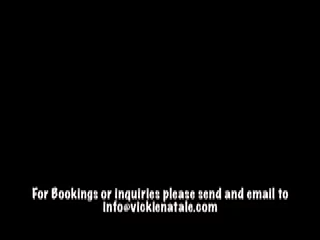 For Bookings or inquiries please send and email to
info@vickienatale.com